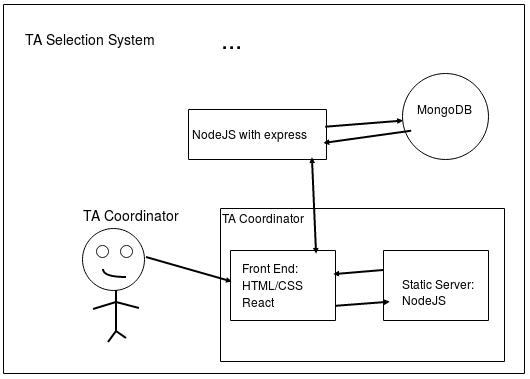 TA Selection System
...
MongoDB
NodeJS with express
TA Coordinator
TA Coordinator
Front End:
HTML/CSS
React
Static Server:
NodeJS